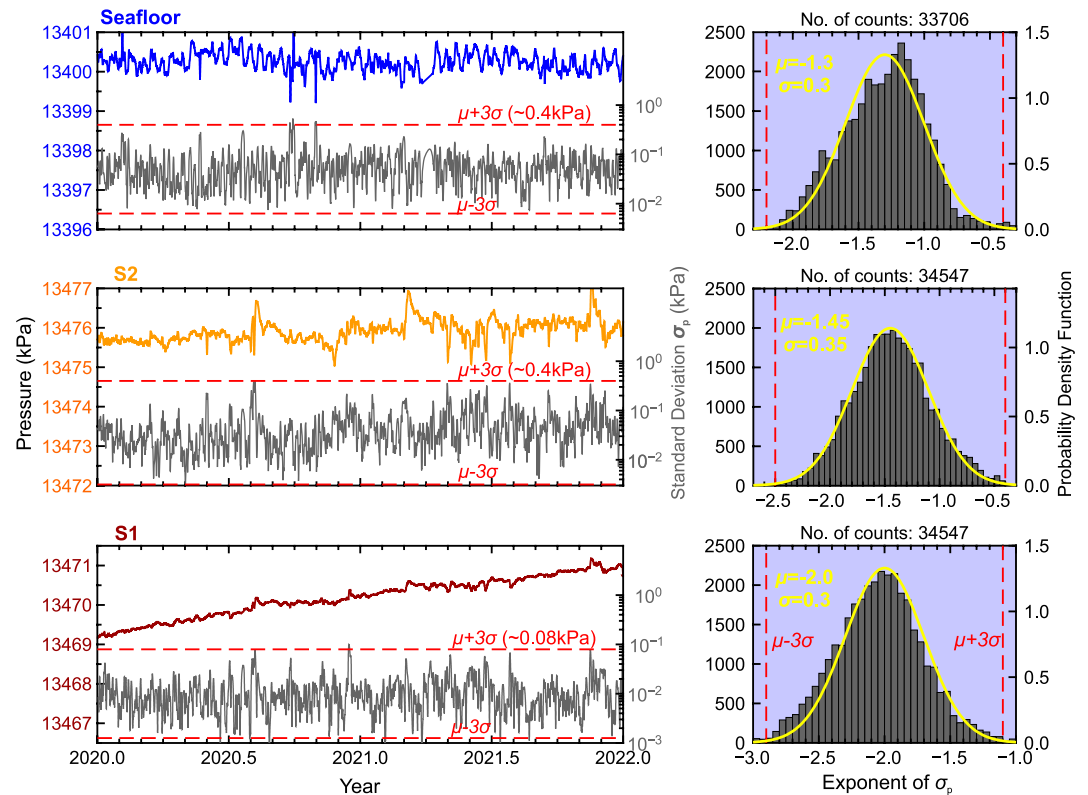 Seafloor
13401
13400
13399
13398
13397
13396
μ+3σ (~0.4kPa)
μ-3σ
10⁰
10⁻¹
10⁻²
No. of counts: 33706
2500
2000
1500
1000
500
0
μ=-1.3
σ=0.3
1.5
1.0
0.5
0.0
−2.0 −1.5 −1.0 −0.5
S2
13477
13476
13475
13474
13473
13472
μ+3σ (~0.4kPa)
μ-3σ
10⁰
10⁻¹
10⁻²
Pressure (kPa)
Standard Deviation σp (kPa)
No. of counts: 34547
2500
2000
1500
1000
500
0
μ=-1.45
σ=0.35
1.0
0.5
0.0
−2.5 −2.0 −1.5 −1.0 −0.5
Probability Density Function
S1
13471
13470
13469
13468
13467
μ+3σ (~0.08kPa)
μ-3σ
10⁰
10⁻¹
10⁻²
10⁻³
2020.0 2020.5 2021.0 2021.5 2022.0
Year
No. of counts: 34547
2500
2000
1500
1000
500
0
μ=-2.0
σ=0.3
μ-3σ
μ+3σ
1.5
1.0
0.5
0.0
−3.0 −2.5 −2.0 −1.5 −1.0
Exponent of σp